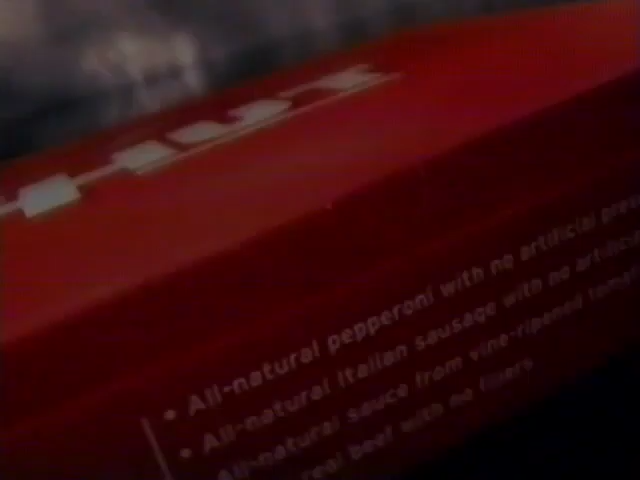 • All-natural pepperoni with no artificial
• All-natural Italian sausage with no artificial
All-natural sauce from vine-ripened
real beef with no fillers